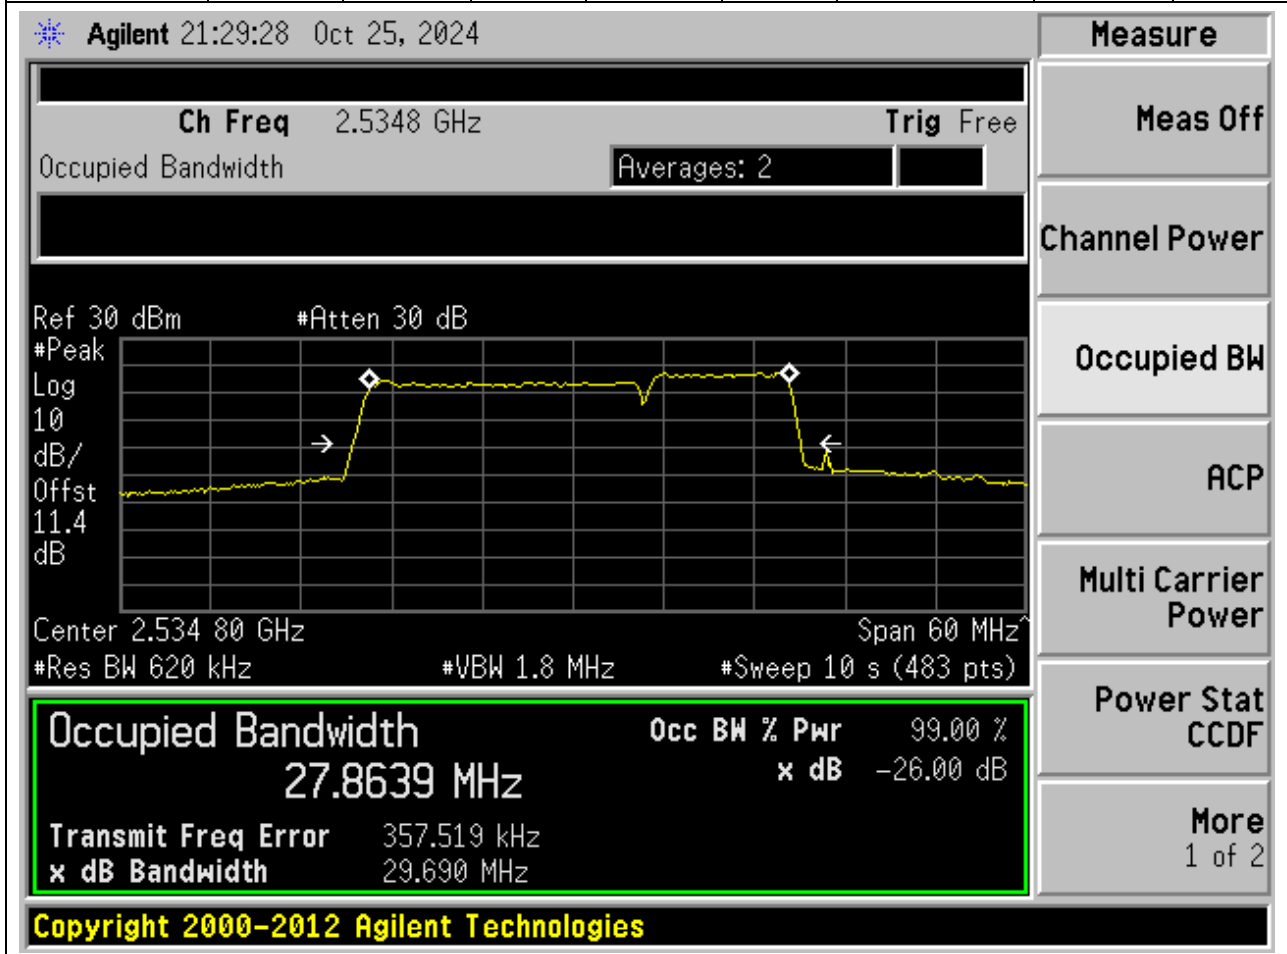 Agilent 21:29:28 Oct 25, 2024
Measure
Ch Freq 2.5348 GHz Trig Free
Occupied Bandwidth Averages: 2
Meas Off
Channel Power
Occupied BW
ACP
Multi Carrier
Power
Power Stat
CCDF
More
1 of 2
Ref 30 dBm #Atten 30 dB
#Peak
Log
10
dB/
Offst
11.4
dB
Center 2.534 80 GHz Span 60 MHz^
#Res BW 620 kHz #VBW 1.8 MHz #Sweep 10 s (483 pts)
Occupied Bandwidth Occ BW % Pwr 99.00 %
27.8639 MHz x dB -26.00 dB
Transmit Freq Error 357.519 kHz
x dB Bandwidth 29.690 MHz
Copyright 2000-2012 Agilent Technologies